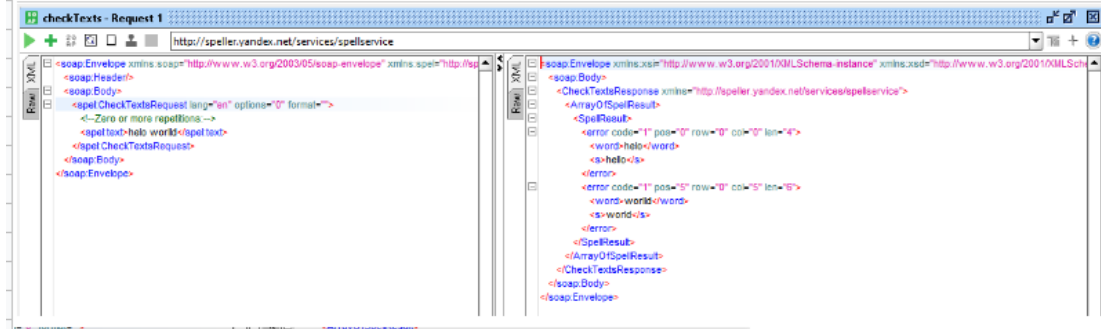 checkTexts - Request 1
http://speller.yandex.net/services/spellservice
XML
Raw
<soap:Envelope xmlns:soap="http://www.w3.org/2003/05/soap-envelope" xmlns:spel="http://sp
<soap:Header/>
<soap:Body>
<spel:CheckTextsRequest lang="en" options="0" format="">
<!--Zero or more repetitions:-->
<spel:text>helo worlld</spel:text>
</spel:CheckTextsRequest>
</soap:Body>
</soap:Envelope>
XML
Raw
<soap:Envelope xmlns:xsi="http://www.w3.org/2001/XMLSchema-instance" xmlns:xsd="http://www.w3.org/2001/XMLSche
<soap:Body>
<CheckTextsResponse xmlns="http://speller.yandex.net/services/spellservice">
<ArrayOfSpellResult>
<SpellResult>
<error code="1" pos="0" row="0" col="0" len="4">
<word>helo</word>
<s>hello</s>
</error>
<error code="1" pos="5" row="0" col="5" len="6">
<word>worlld</word>
<s>world</s>
</error>
</SpellResult>
</ArrayOfSpellResult>
</CheckTextsResponse>
</soap:Body>
</soap:Envelope>